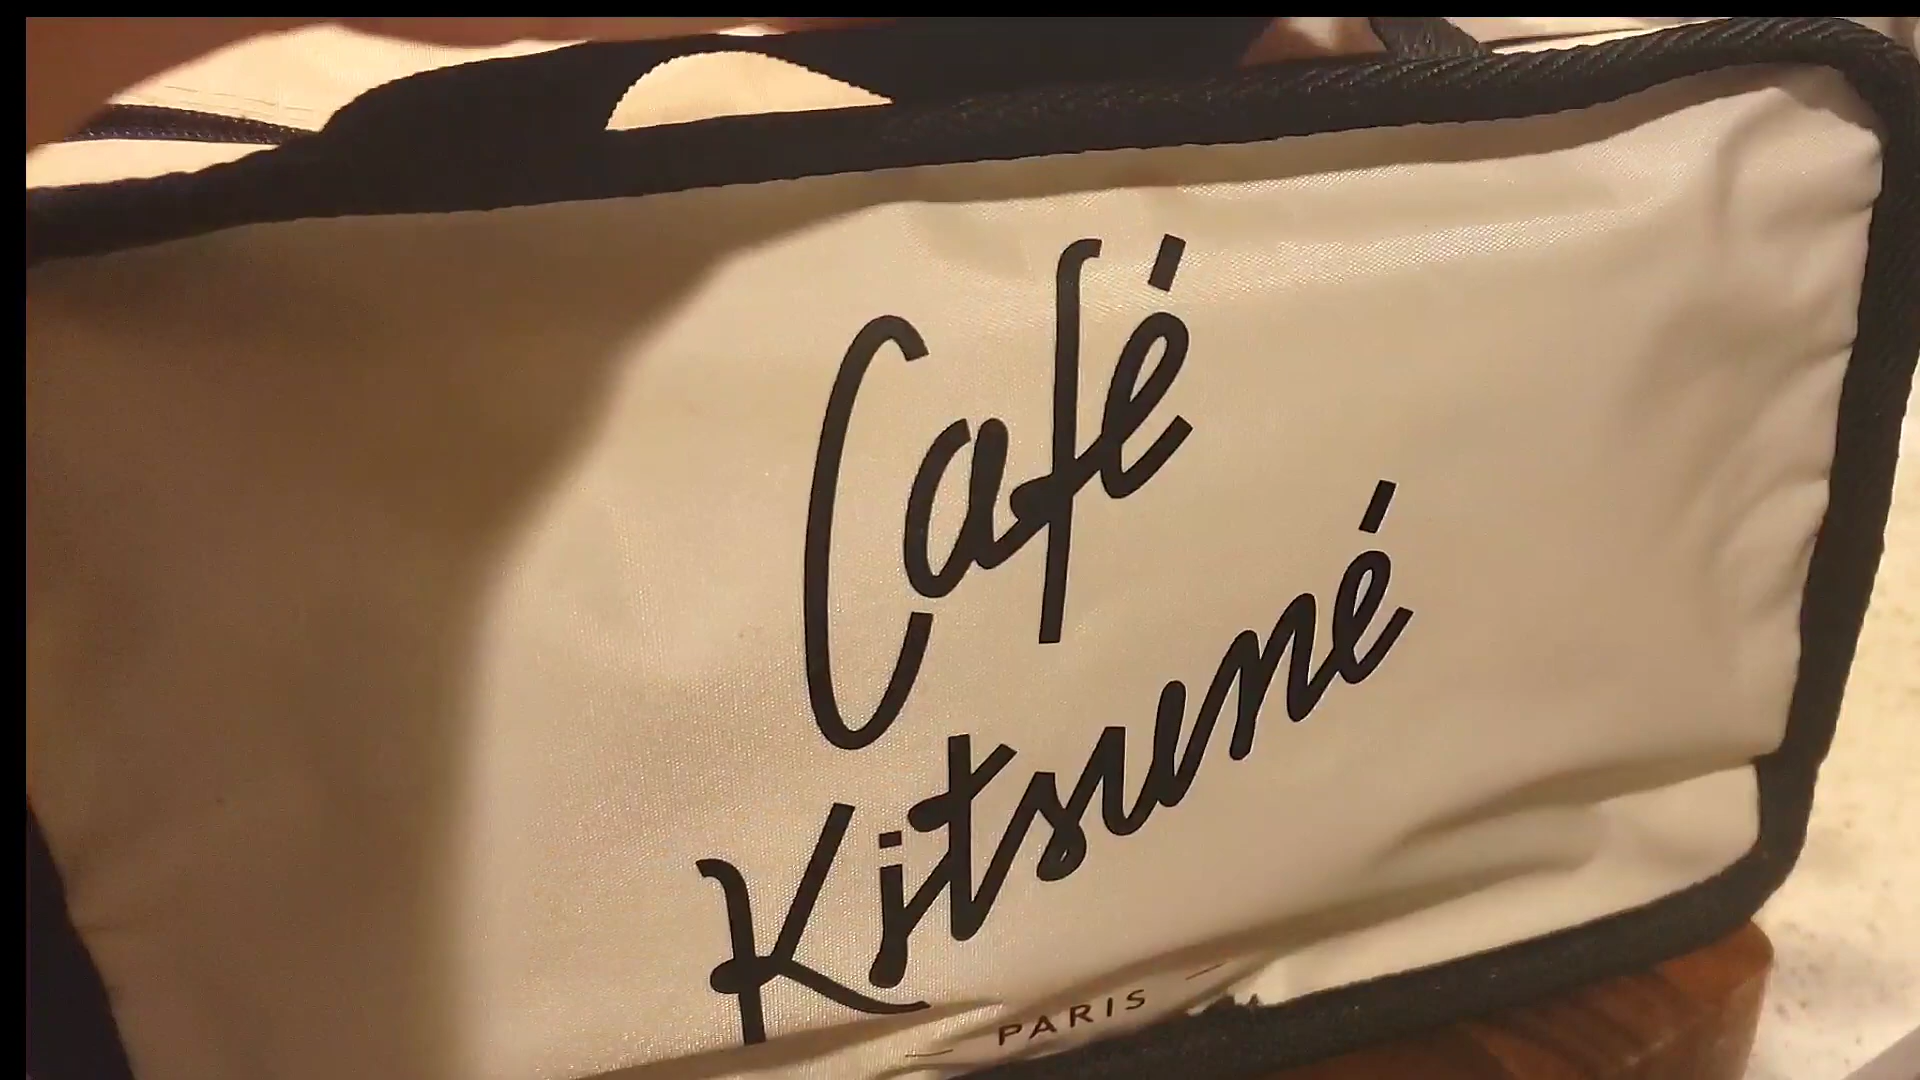 Café
Kitsuné
— PARIS —